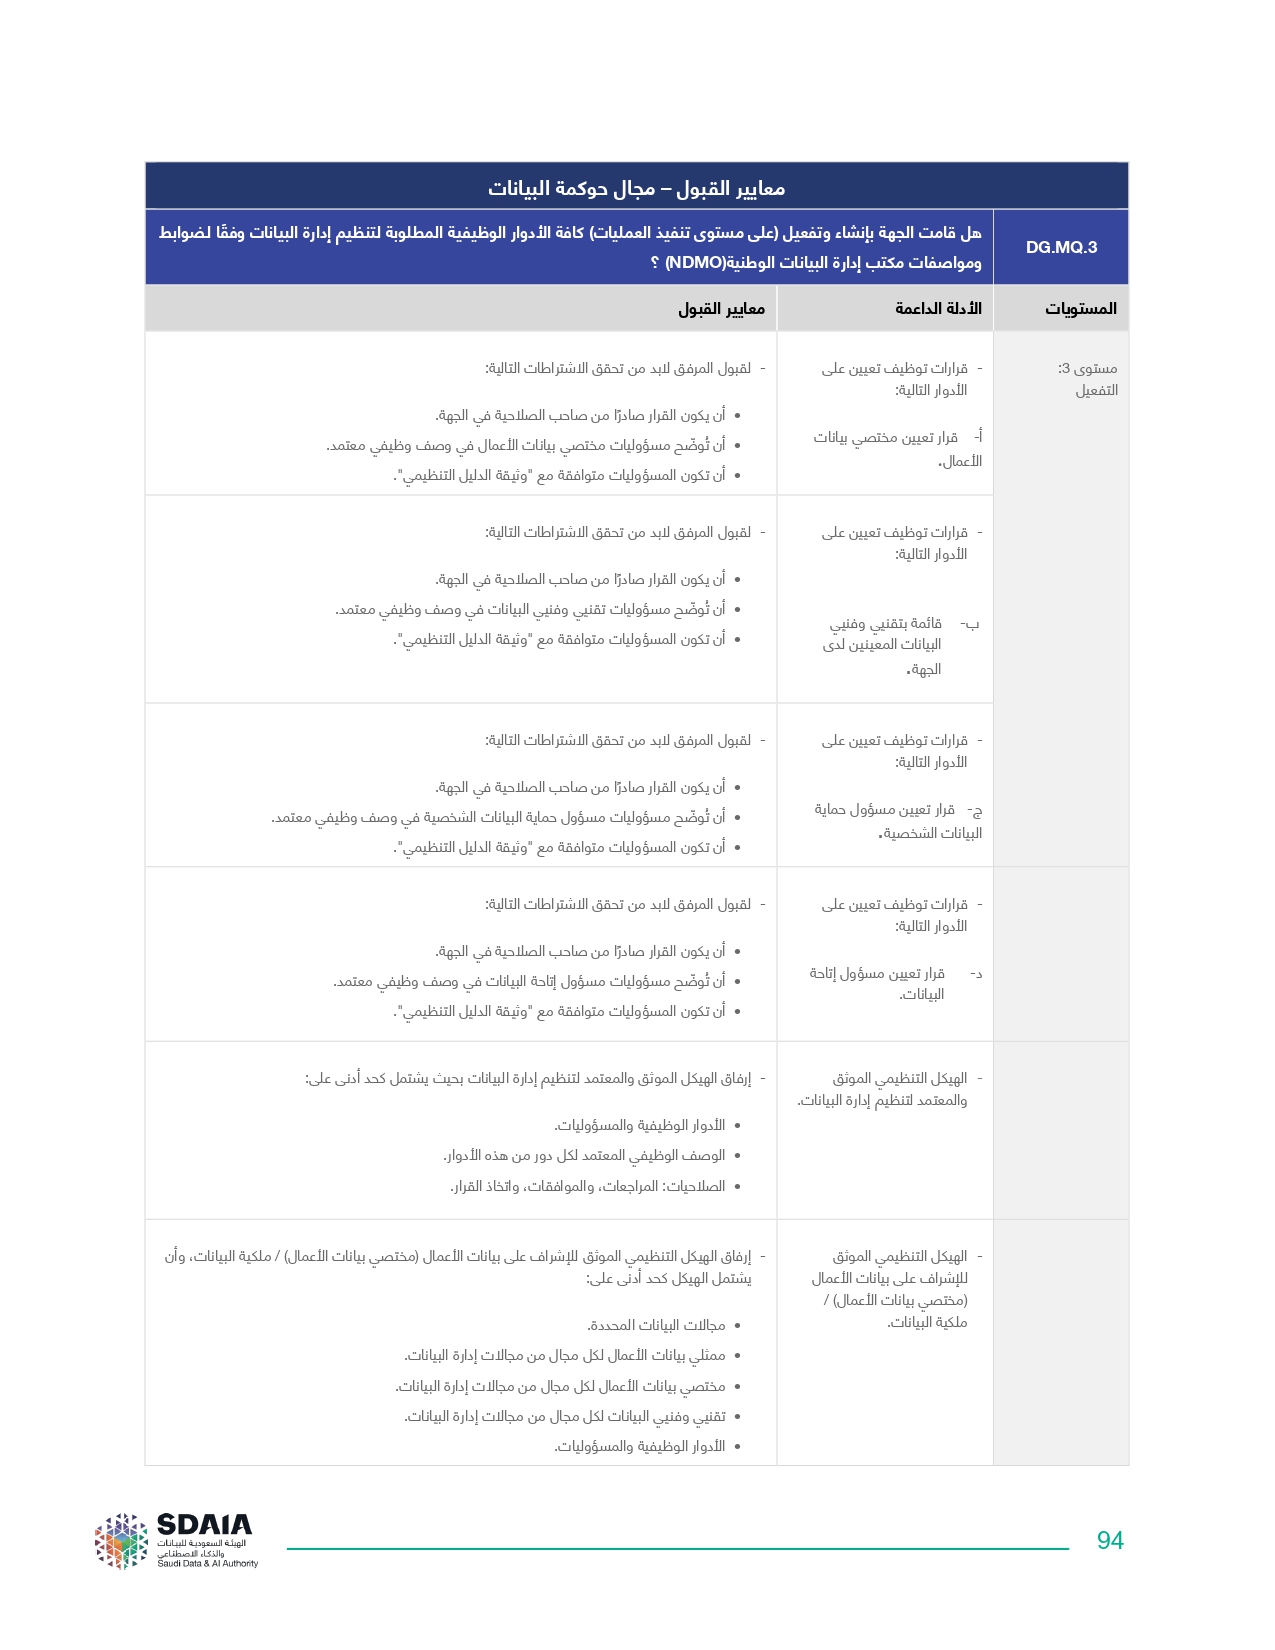 معايير القبول – مجال حوكمة البيانات
DG.MQ.3
هل قامت الجهة بإنشاء وتفعيل (على مستوى تنفيذ العمليات) كافة الأدوار الوظيفية المطلوبة لتنظيم إدارة البيانات وفقًا لضوابط
ومواصفات مكتب إدارة البيانات الوطنية(NDMO) ؟
المستويات
الأدلة الداعمة
معايير القبول
مستوى 3:
التفعيل
- قرارات توظيف تعيين على
الأدوار التالية:
أ- قرار تعيين مختصي بيانات
الأعمال.
- لقبول المرفق لابد من تحقق الاشتراطات التالية:
• أن يكون القرار صادرًا من صاحب الصلاحية في الجهة.
• أن تُوضّح مسؤوليات مختصي بيانات الأعمال في وصف وظيفي معتمد.
• أن تكون المسؤوليات متوافقة مع "وثيقة الدليل التنظيمي".
- قرارات توظيف تعيين على
الأدوار التالية:
ب- قائمة بتقنيي وفنيي
البيانات المعينين لدى
الجهة.
- لقبول المرفق لابد من تحقق الاشتراطات التالية:
• أن يكون القرار صادرًا من صاحب الصلاحية في الجهة.
• أن تُوضّح مسؤوليات تقنيي وفنيي البيانات في وصف وظيفي معتمد.
• أن تكون المسؤوليات متوافقة مع "وثيقة الدليل التنظيمي".
- قرارات توظيف تعيين على
الأدوار التالية:
ج- قرار تعيين مسؤول حماية
البيانات الشخصية.
- لقبول المرفق لابد من تحقق الاشتراطات التالية:
• أن يكون القرار صادرًا من صاحب الصلاحية في الجهة.
• أن تُوضّح مسؤوليات مسؤول حماية البيانات الشخصية في وصف وظيفي معتمد.
• أن تكون المسؤوليات متوافقة مع "وثيقة الدليل التنظيمي".
- قرارات توظيف تعيين على
الأدوار التالية:
د- قرار تعيين مسؤول إتاحة
البيانات.
- لقبول المرفق لابد من تحقق الاشتراطات التالية:
• أن يكون القرار صادرًا من صاحب الصلاحية في الجهة.
• أن تُوضّح مسؤوليات مسؤول إتاحة البيانات في وصف وظيفي معتمد.
• أن تكون المسؤوليات متوافقة مع "وثيقة الدليل التنظيمي".
- الهيكل التنظيمي الموثق
والمعتمد لتنظيم إدارة البيانات.
- إرفاق الهيكل الموثق والمعتمد لتنظيم إدارة البيانات بحيث يشتمل كحد أدنى على:
• الأدوار الوظيفية والمسؤوليات.
• الوصف الوظيفي المعتمد لكل دور من هذه الأدوار.
• الصلاحيات: المراجعات، والموافقات، واتخاذ القرار.
- الهيكل التنظيمي الموثق
للإشراف على بيانات الأعمال
(مختصي بيانات الأعمال) /
ملكية البيانات.
- إرفاق الهيكل التنظيمي الموثق للإشراف على بيانات الأعمال (مختصي بيانات الأعمال) / ملكية البيانات، وأن
يشتمل الهيكل كحد أدنى على:
• مجالات البيانات المحددة.
• ممثلي بيانات الأعمال لكل مجال من مجالات إدارة البيانات.
• مختصي بيانات الأعمال لكل مجال من مجالات إدارة البيانات.
• تقنيي وفنيي البيانات لكل مجال من مجالات إدارة البيانات.
• الأدوار الوظيفية والمسؤوليات.
SDAIA
الهيئة السعودية للبيانات
والذكاء الاصطناعي
Saudi Data & AI Authority
94